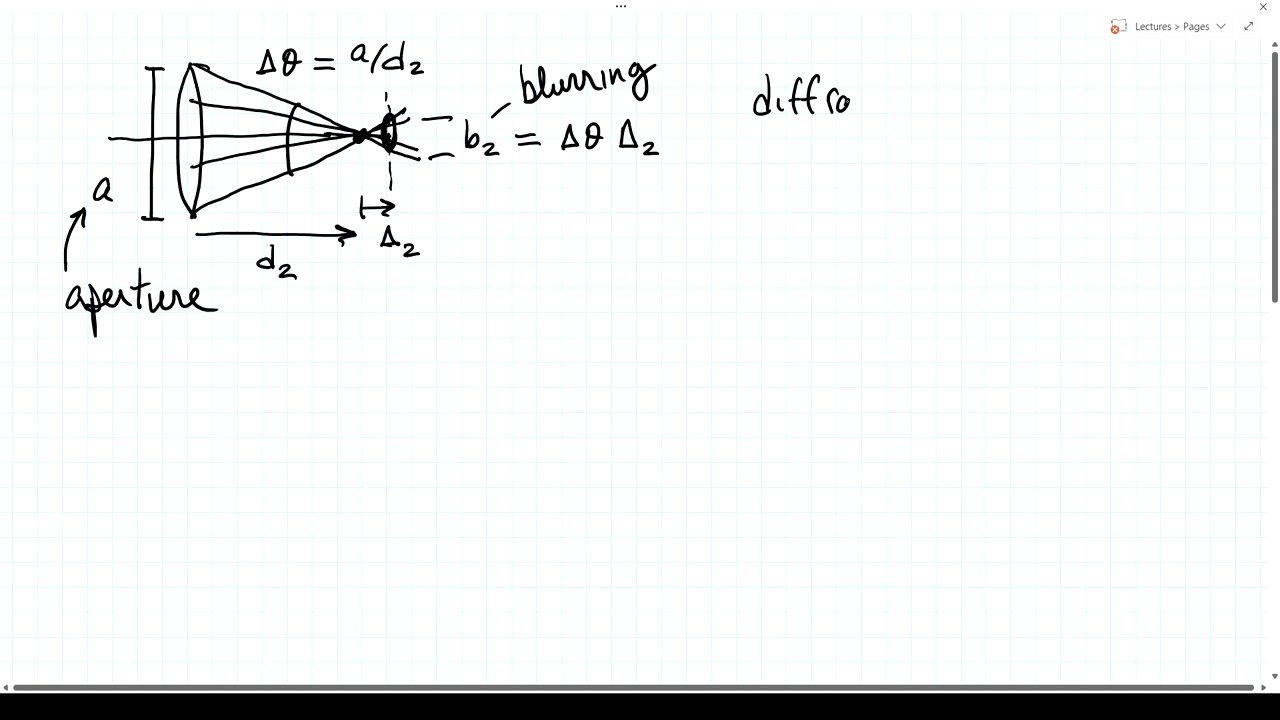 Lectures > Pages
Δθ = a/d₂
blurring
diffra
b₂ = Δθ Δ₂
a
Δ₂
d₂
aperture